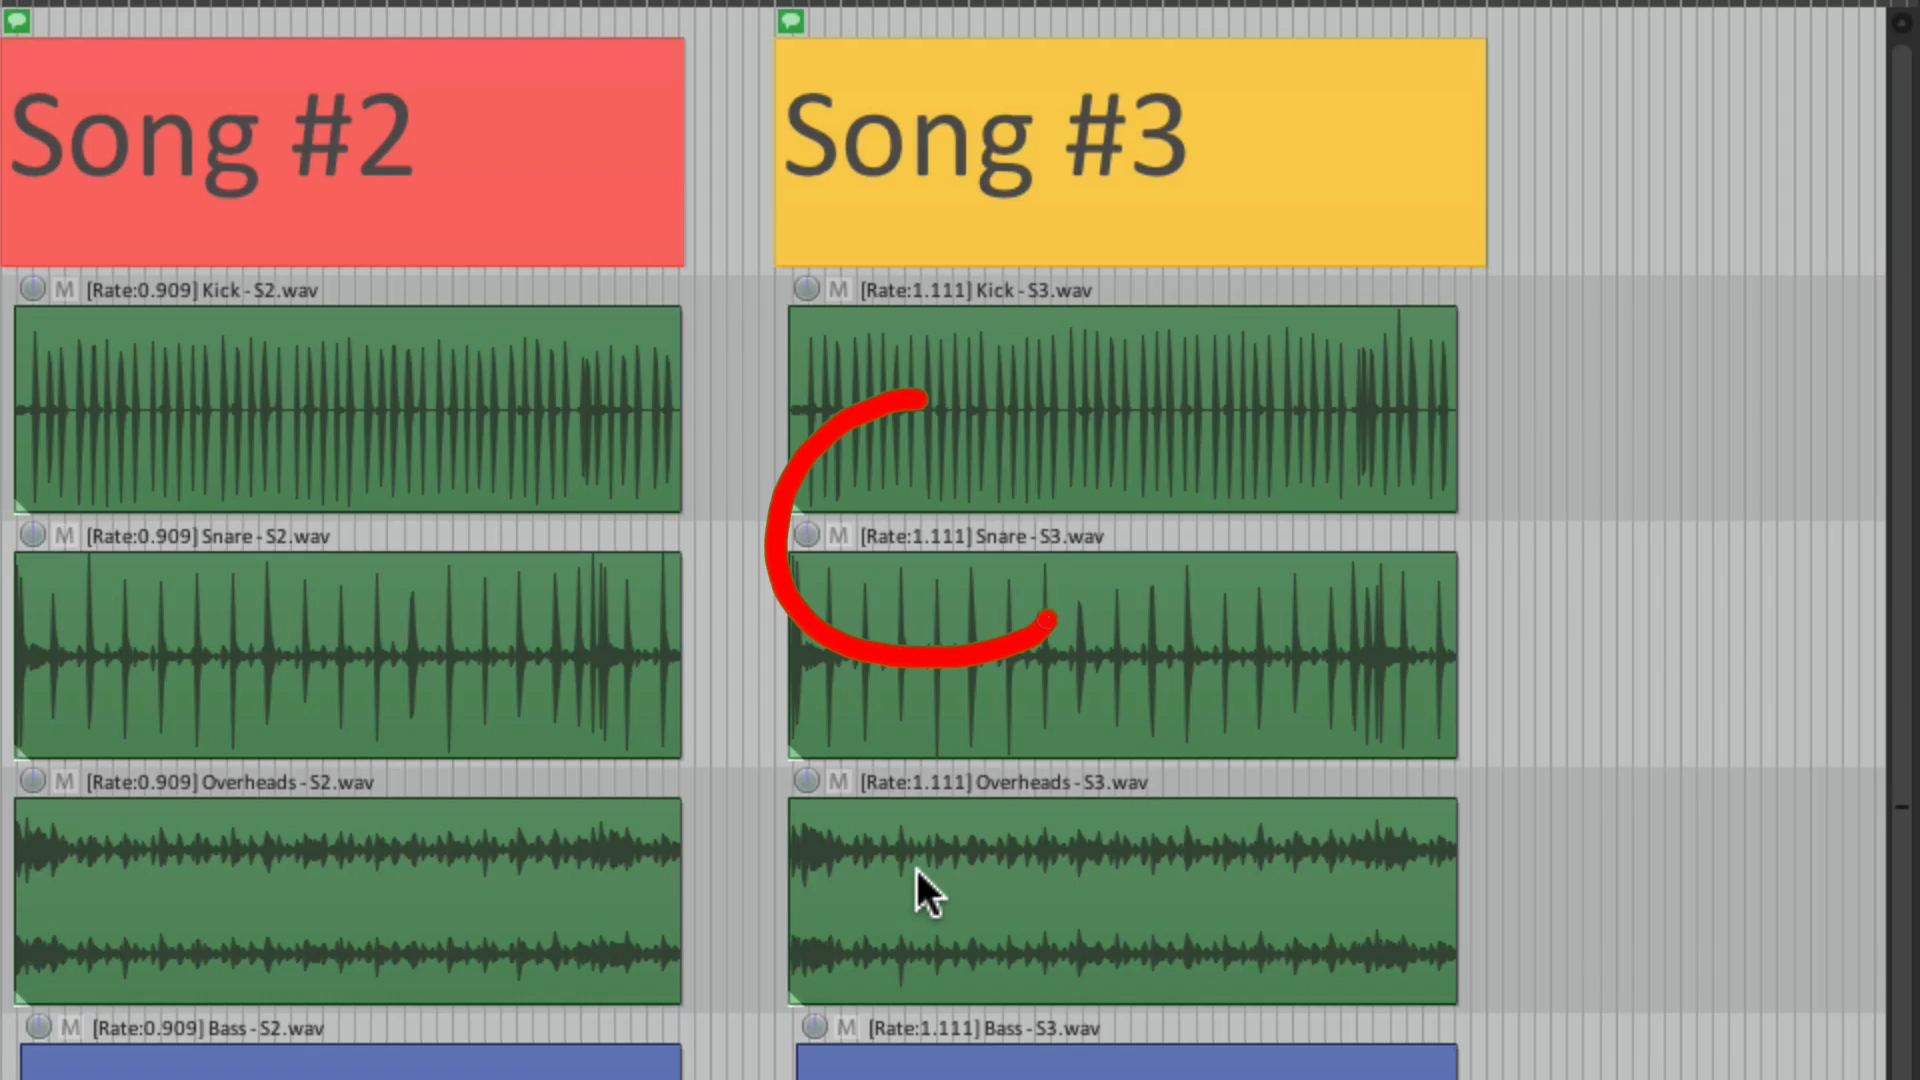 Song #2
Song #3
M [Rate:0.909] Kick - S2.wav
M [Rate:1.111] Kick - S3.wav
M [Rate:0.909] Snare - S2.wav
M [Rate:1.111] Snare - S3.wav
M [Rate:0.909] Overheads - S2.wav
M [Rate:1.111] Overheads - S3.wav
M [Rate:0.909] Bass - S2.wav
M [Rate:1.111] Bass - S3.wav